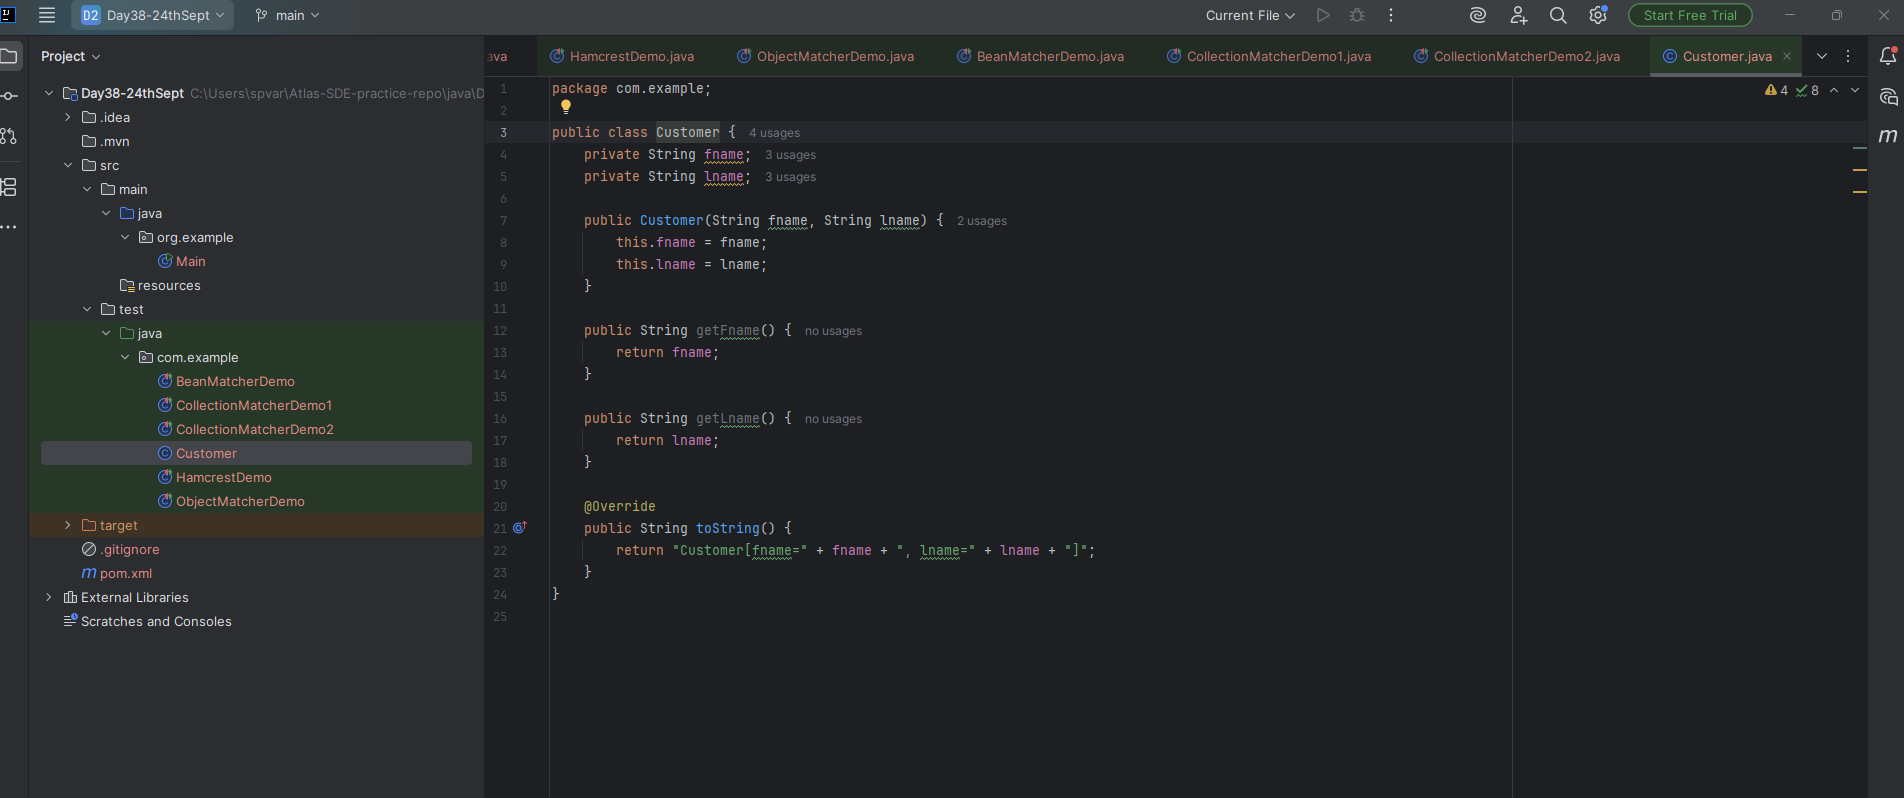 D2 Day38-24thSept
main
Current File
Start Free Trial
Project
Day38-24thSept C:\Users\spvar\Atlas-SDE-practice-repo\java\D
.idea
.mvn
src
main
java
org.example
Main
resources
test
java
com.example
BeanMatcherDemo
CollectionMatcherDemo1
CollectionMatcherDemo2
Customer
HamcrestDemo
ObjectMatcherDemo
target
.gitignore
m pom.xml
External Libraries
Scratches and Consoles
ava
HamcrestDemo.java
ObjectMatcherDemo.java
BeanMatcherDemo.java
CollectionMatcherDemo1.java
CollectionMatcherDemo2.java
Customer.java
4 8
1 package com.example;
2
3 public class Customer { 4 usages
4 private String fname; 3 usages
5 private String lname; 3 usages
6
7 public Customer(String fname, String lname) { 2 usages
8 this.fname = fname;
9 this.lname = lname;
10 }
11
12 public String getFname() { no usages
13 return fname;
14 }
15
16 public String getLname() { no usages
17 return lname;
18 }
19
20 @Override
21 public String toString() {
22 return "Customer[fname=" + fname + ", lname=" + lname + "]";
23 }
24 }
25
m